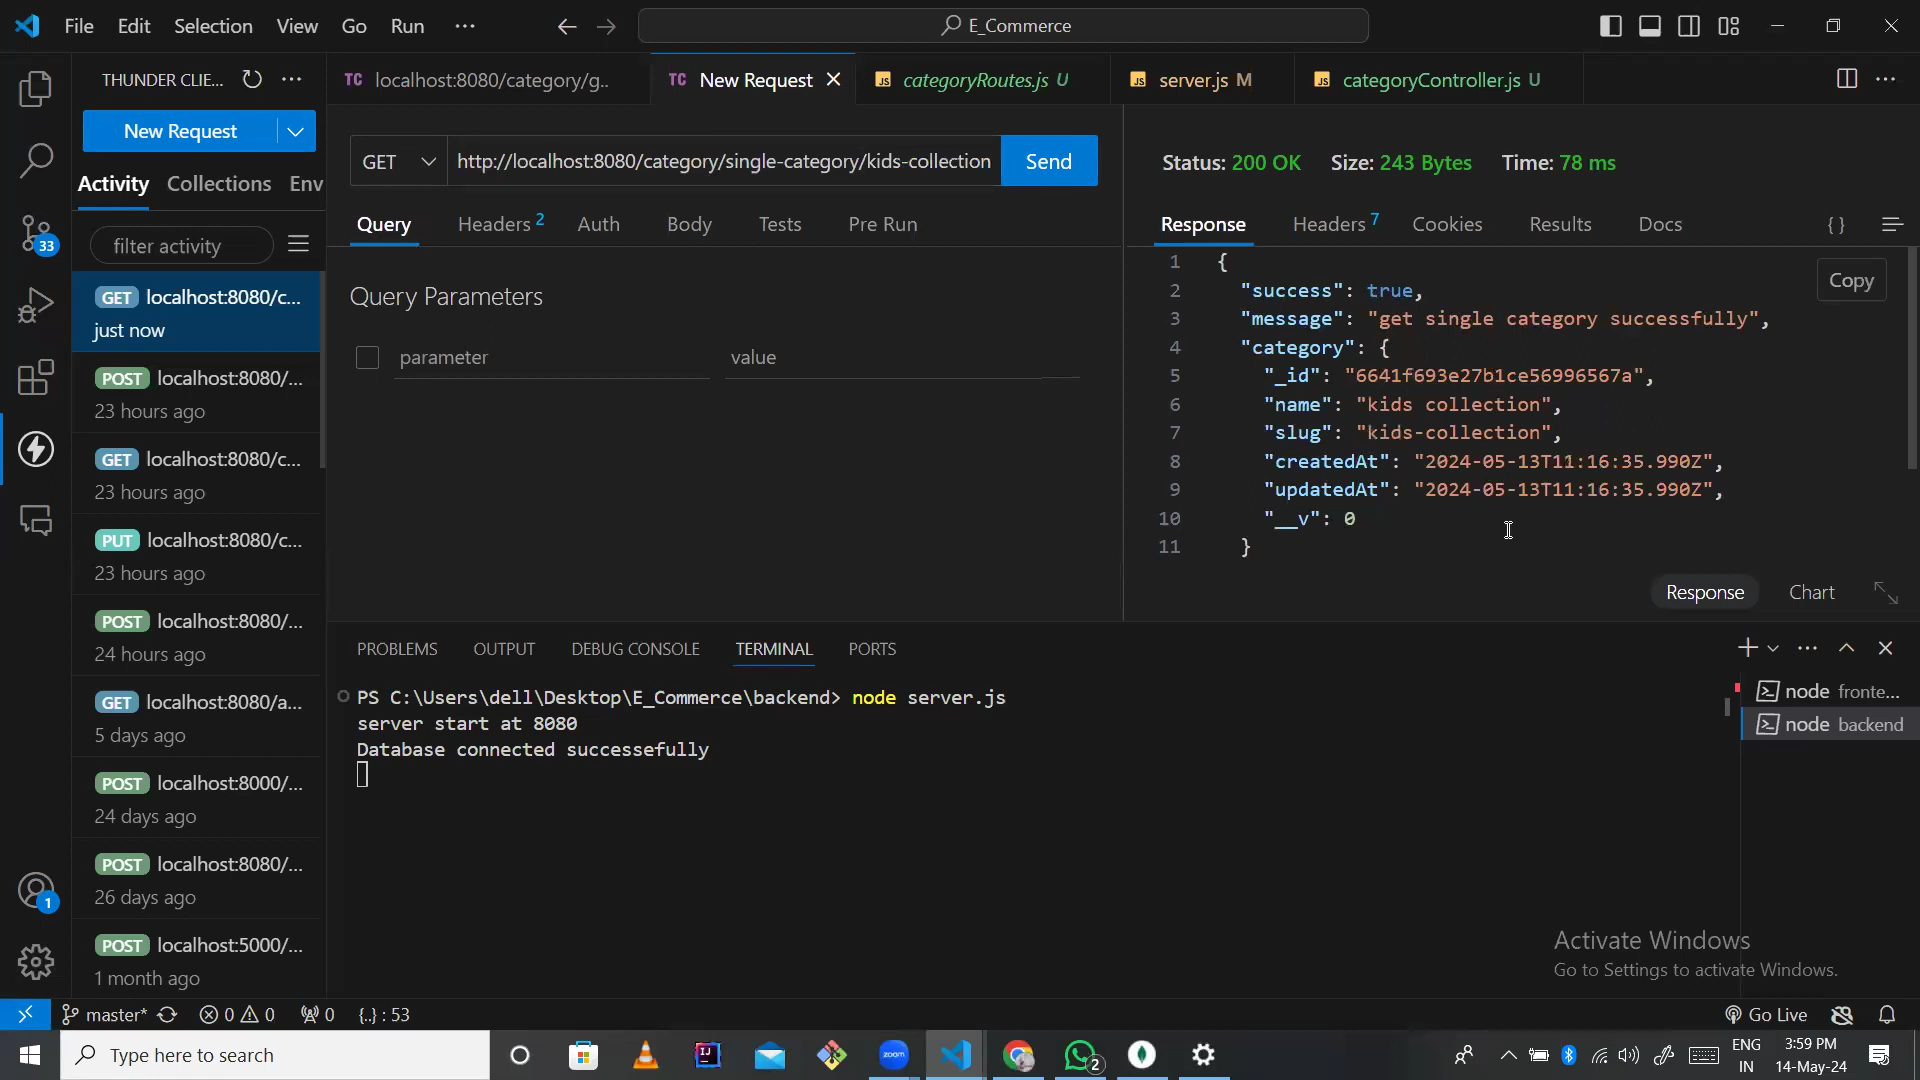 File Edit Selection View Go Run ···
E_Commerce
THUNDER CLIE...
New Request
Activity Collections Env
filter activity
GET localhost:8080/c...
just now
POST localhost:8080/...
23 hours ago
GET localhost:8080/c...
23 hours ago
PUT localhost:8080/c...
23 hours ago
POST localhost:8080/...
24 hours ago
GET localhost:8080/a...
5 days ago
POST localhost:8000/...
24 days ago
POST localhost:8080/...
26 days ago
POST localhost:5000/...
1 month ago
33
1
TC localhost:8080/category/g..
TC New Request
JS categoryRoutes.js U
JS server.js M
JS categoryController.js U
GET http://localhost:8080/category/single-category/kids-collection Send
Query Headers 2 Auth Body Tests Pre Run
Query Parameters
parameter value
Status: 200 OK Size: 243 Bytes Time: 78 ms
Response Headers 7 Cookies Results Docs { }
Copy
1 {
2 "success": true,
3 "message": "get single category successfully",
4 "category": {
5 "_id": "6641f693e27b1ce56996567a",
6 "name": "kids collection",
7 "slug": "kids-collection",
8 "createdAt": "2024-05-13T11:16:35.990Z",
9 "updatedAt": "2024-05-13T11:16:35.990Z",
10 "__v": 0
11 }
Response Chart
PROBLEMS OUTPUT DEBUG CONSOLE TERMINAL PORTS
PS C:\Users\dell\Desktop\E_Commerce\backend> node server.js
server start at 8080
Database connected successefully
node fronte...
node backend
Activate Windows
Go to Settings to activate Windows.
master* 0 0 0 {..} : 53
Go Live
Type here to search
zoom
2
ENG
IN
3:59 PM
14-May-24